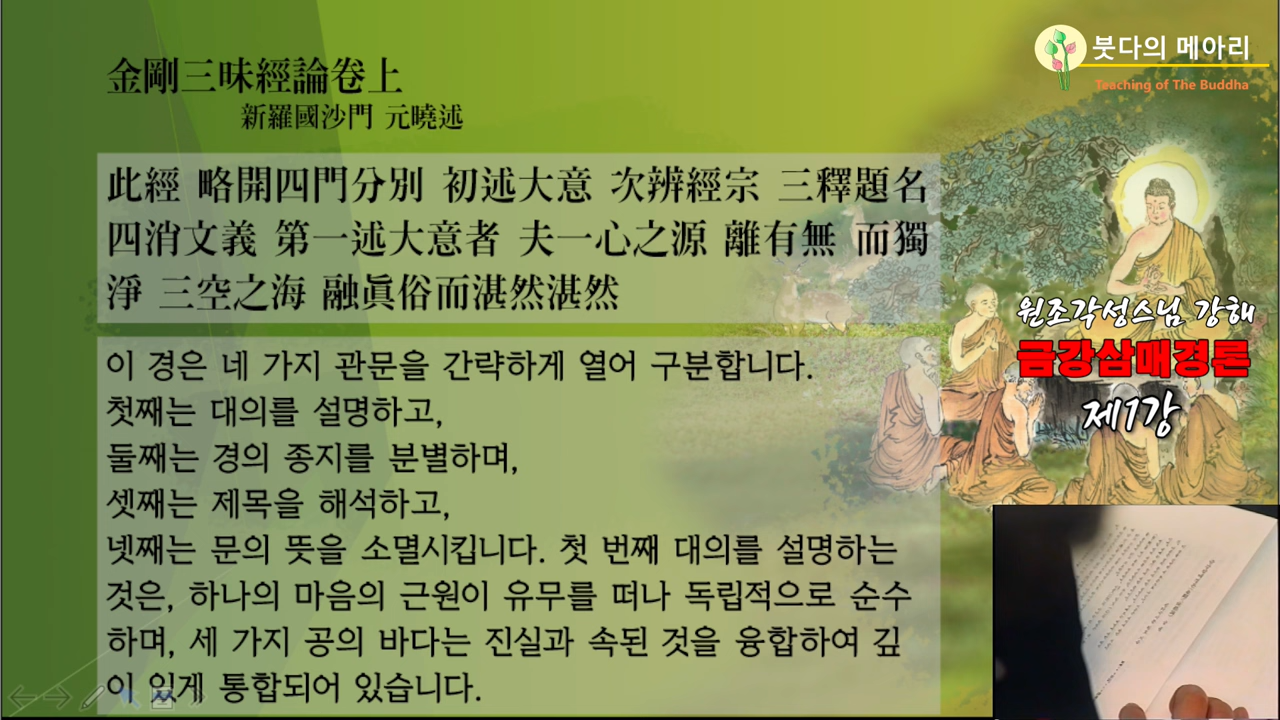 金剛三昧經論卷上
新羅國沙門 元曉述
붓다의 메아리
Teaching of The Buddha
此經 略開四門分別 初述大意 次辨經宗 三釋題名
四消文義 第一述大意者 夫一心之源 離有無 而獨
淨 三空之海 融眞俗而湛然湛然
이 경은 네 가지 관문을 간략하게 열어 구분합니다.
첫째는 대의를 설명하고,
둘째는 경의 종지를 분별하며,
셋째는 제목을 해석하고,
넷째는 문의 뜻을 소멸시킵니다. 첫 번째 대의를 설명하는
것은, 하나의 마음의 근원이 유무를 떠나 독립적으로 순수
하며, 세 가지 공의 바다는 진실과 속된 것을 융합하여 깊
이 있게 통합되어 있습니다.
원조각성스님 강해
금강삼매경론
제1강